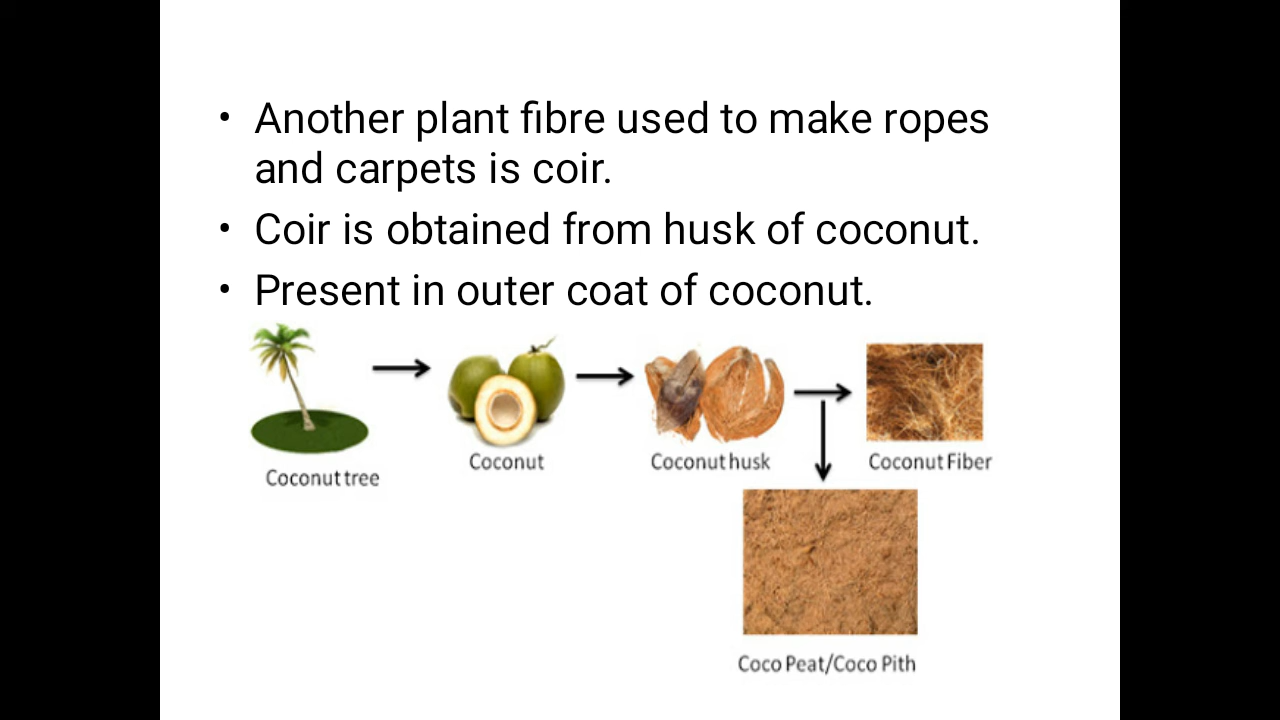 • Another plant fibre used to make ropes
and carpets is coir.
• Coir is obtained from husk of coconut.
• Present in outer coat of coconut.
Coconut tree
Coconut
Coconut husk
Coconut Fiber
Coco Peat/Coco Pith